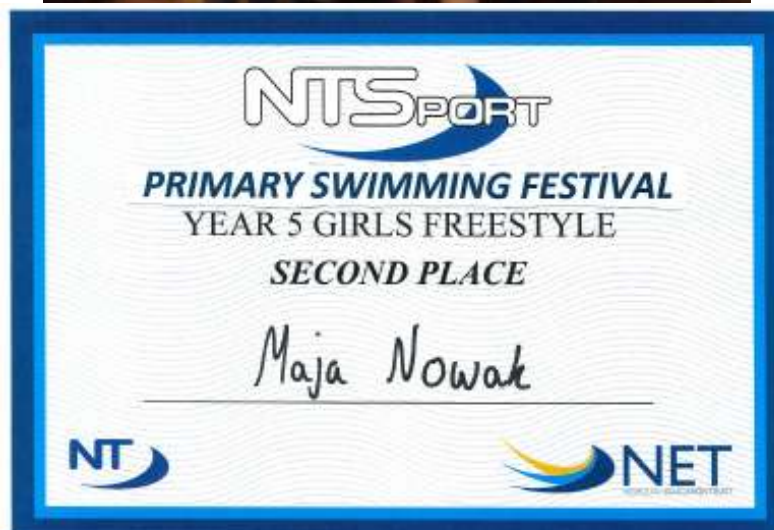 NTSPORT
PRIMARY SWIMMING FESTIVAL
YEAR 5 GIRLS FREESTYLE
SECOND PLACE
Maja Nowak
NT
NET